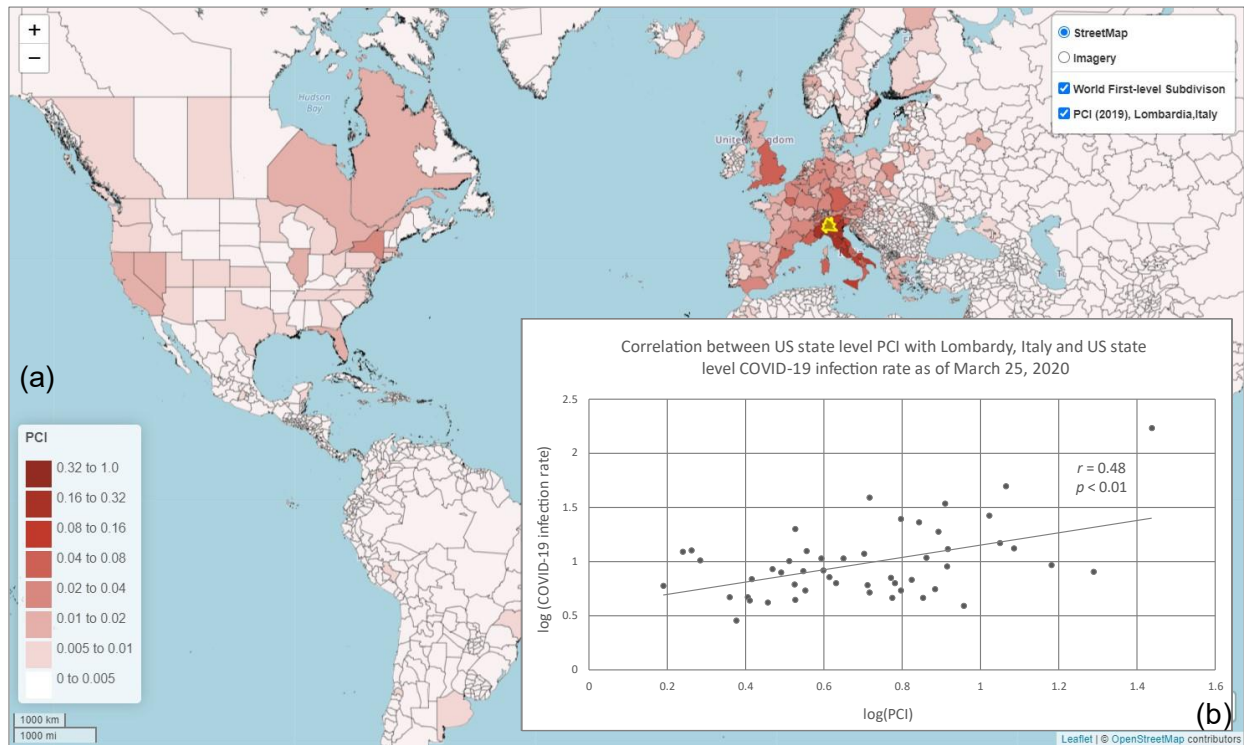 +
−
Hudson
Bay
United Kingdom
StreetMap
Imagery
World First-level Subdivison
PCI (2019), Lombardia,Italy
(a)
PCI
0.32 to 1.0
0.16 to 0.32
0.08 to 0.16
0.04 to 0.08
0.02 to 0.04
0.01 to 0.02
0.005 to 0.01
0 to 0.005
1000 km
1000 mi
Correlation between US state level PCI with Lombardy, Italy and US state
level COVID-19 infection rate as of March 25, 2020
log (COVID-19 infection rate)
2.5
2
1.5
1
0.5
0
r = 0.48
p < 0.01
0 0.2 0.4 0.6 0.8 1 1.2 1.4 1.6
log(PCI)
(b)
Leaflet | © OpenStreetMap contributors